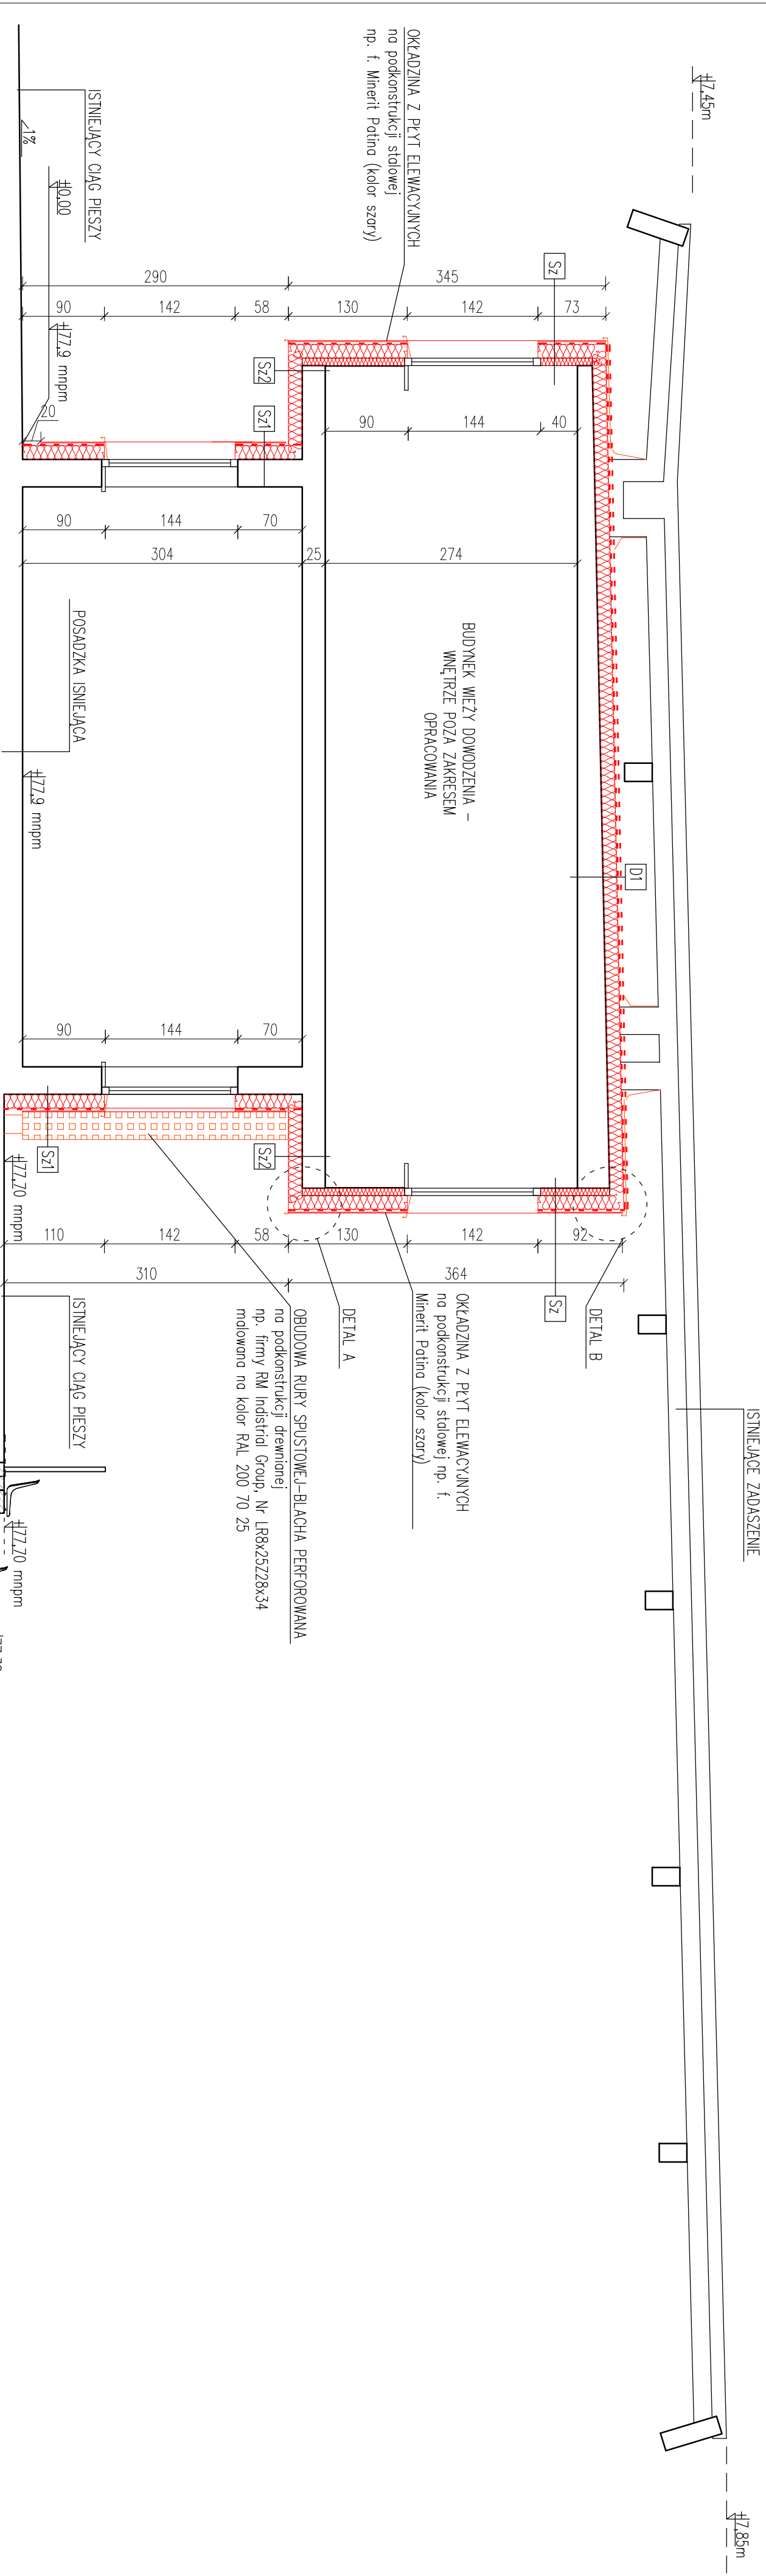 +7,45m
OKŁADZINA Z PŁYT ELEWACYJNYCH
na podkonstrukcji stalowej
np. f. Minerit Patina (kolor szary)
ISTNIEJĄCY CIĄG PIESZY
1%
±0,00
+77,9 mnpm
20
290
345
90
142
58
130
142
73
Sz
Sz2
Sz1
90
144
40
90
144
70
304
25
274
BUDYNEK WIEŻY DOWODZENIA –
WNĘTRZE POZA ZAKRESEM
OPRACOWANIA
POSADZKA ISNIEJĄCA
+77,9 mnpm
D1
90
144
70
Sz1
Sz2
Sz
+77,70 mnpm
110
142
58
130
142
92
310
364
DETAL B
DETAL A
OKŁADZINA Z PŁYT ELEWACYJNYCH
na podkonstrukcji stalowej np. f.
Minerit Patina (kolor szary)
OBUDOWA RURY SPUSTOWEJ–BLACHA PERFOROWANA
na podkonstrukcji drewnianej
np. firmy RM Indistrial Group, Nr LR8x25Z28x34
malowana na kolor RAL 200 70 25
ISTNIEJĄCY CIĄG PIESZY
+77,70 mnpm
ISTNIEJĄCE ZADASZENIE
+7,85m